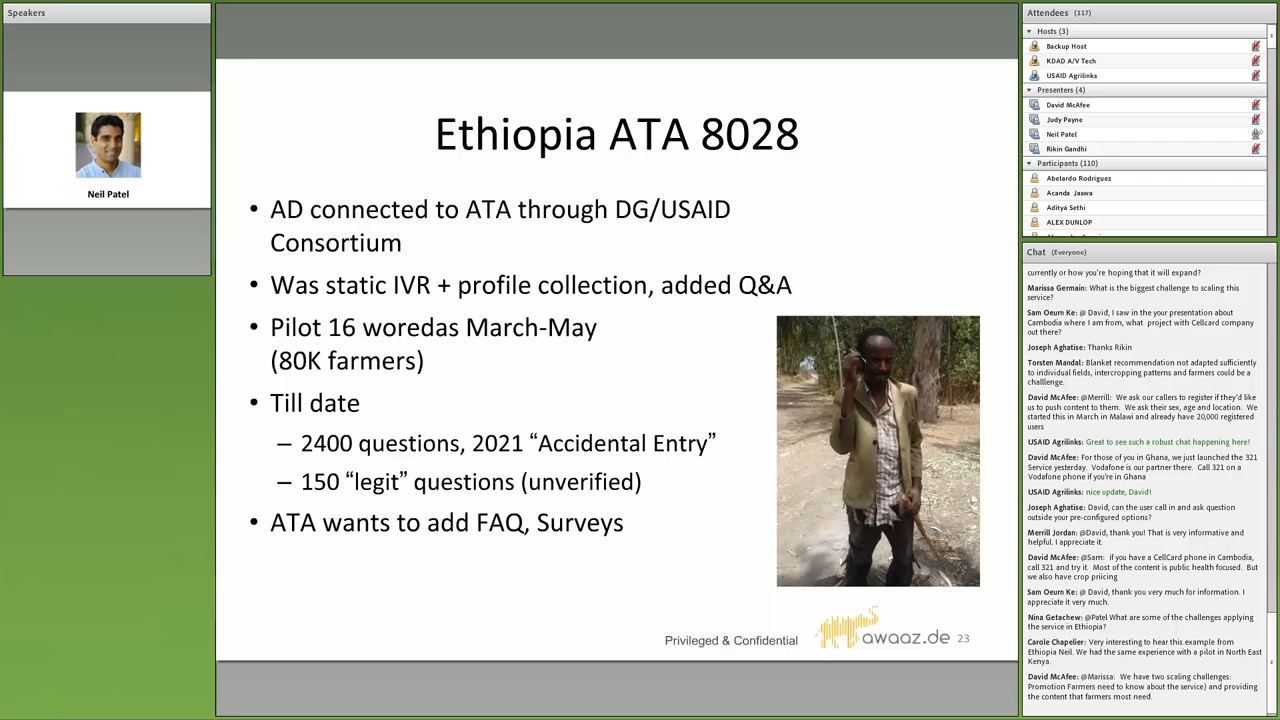 Speakers
Neil Patel
Ethiopia ATA 8028
• AD connected to ATA through DG/USAID
Consortium
• Was static IVR + profile collection, added Q&A
• Pilot 16 woredas March-May
(80K farmers)
• Till date
– 2400 questions, 2021 “Accidental Entry”
– 150 “legit” questions (unverified)
• ATA wants to add FAQ, Surveys
Privileged & Confidential
awaaz.de
23
Attendees (117)
Hosts (3)
Backup Host
KDAD A/V Tech
USAID Agrilinks
Presenters (4)
David McAfee
Judy Payne
Neil Patel
Rikin Gandhi
Participants (110)
Abelardo Rodriguez
Acanda Jaswa
Aditya Sethi
ALEX DUNLOP
Chat (Everyone)
currently or how you're hoping that it will expand?
Marissa Germain: What is the biggest challenge to scaling this
service?
Sam Oeurn Ke: @ David, I saw in the your presentation about
Cambodia where I am from, what project with Cellcard company
out there?
Joseph Aghatise: Thanks Rikin
Torsten Mandal: Blanket recommendation not adapted sufficiently
to individual fields, intercropping patterns and farmers could be a
challlenge.
David McAfee: @Merrill: We ask our callers to register if they'd like
us to push content to them. We ask their sex, age and location. We
started this in March in Malawi and already have 20,000 registered
users
USAID Agrilinks: Great to see such a robust chat happening here!
David McAfee: For those of you in Ghana, we just launched the 321
Service yesterday. Vodafone is our partner there. Call 321 on a
Vodafone phone if you're in Ghana
USAID Agrilinks: nice update, David!
Joseph Aghatise: David, can the user call in and ask question
outside your pre-configured options?
Merrill Jordan: @David, thank you! That is very informative and
helpful. I appreciate it.
David McAfee: @Sam: if you have a CellCard phone in Cambodia,
call 321 and try it. Most of the content is public health focused. But
we also have crop priicing
Sam Oeurn Ke: @ David, thank you very much for information. I
appreciate it very much.
Nina Getachew: @Patel What are some of the challenges applying
the service in Ethiopia?
Carole Chapelier: Very interesting to hear this example from
Ethiopia Neil. We had the same experience with a pilot in North East
Kenya.
David McAfee: @Marissa: We have two scaling challenges:
Promotion Farmers need to know about the service) and providing
the content that farmers most need.